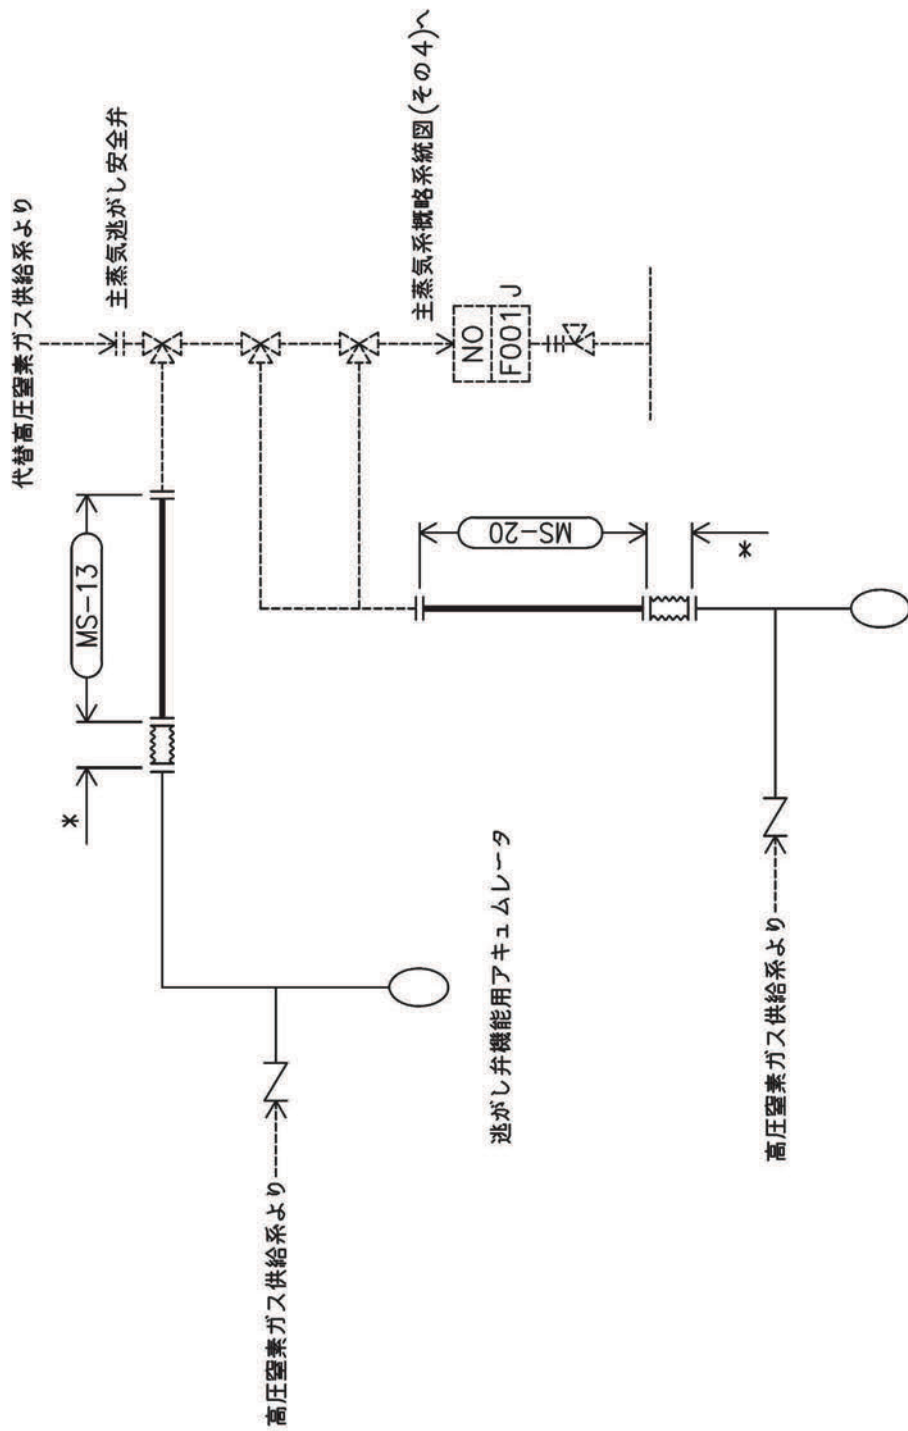 代替高圧窒素ガス供給系より
主蒸気逃がし安全弁
主蒸気系概略系統図(その4)へ
MS-13
*
NO
F001
J
MS-20
*
逃がし弁機能用アキュムレータ
高圧窒素ガス供給系より
高圧窒素ガス供給系より